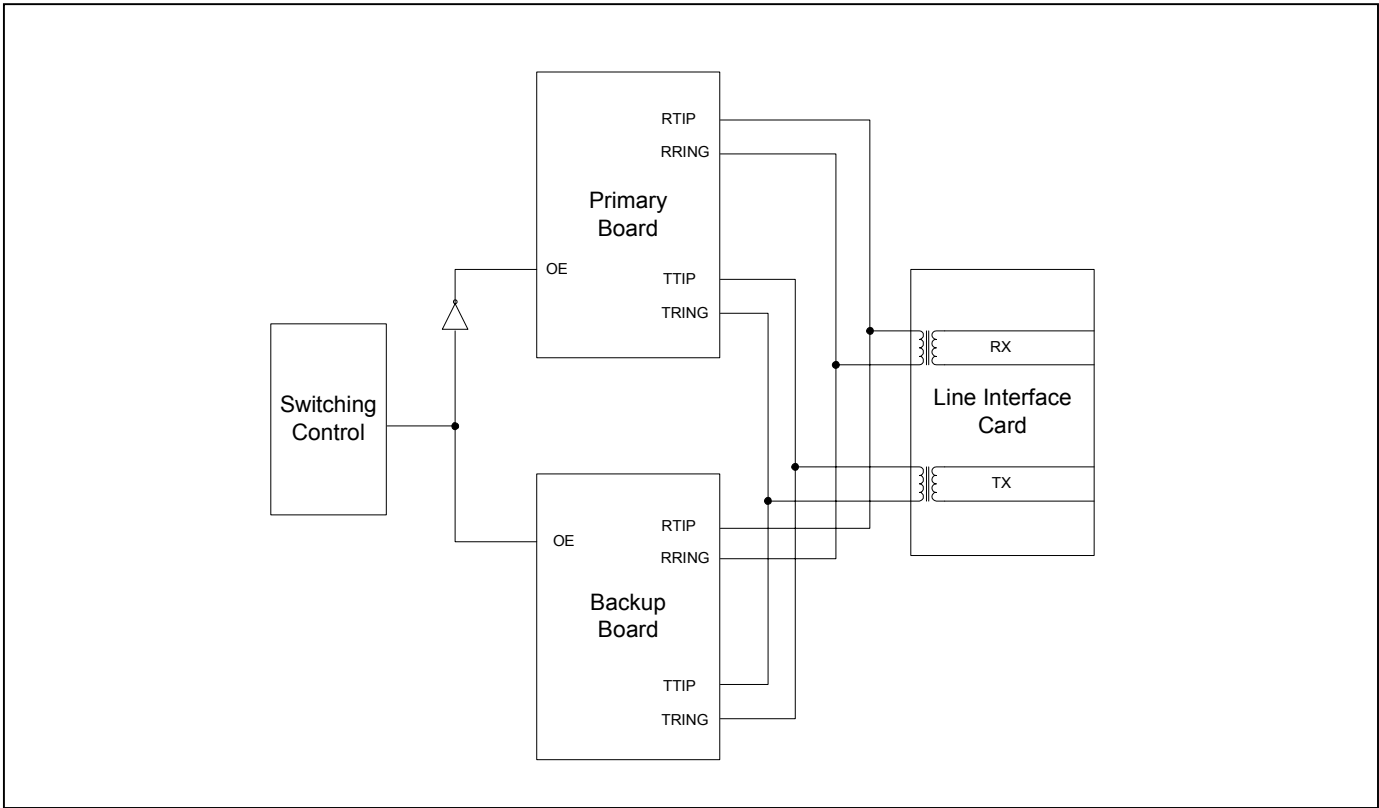 RTIP
RRING
Primary
Board
OE
TTIP
TRING
Switching
Control
RX
Line Interface
Card
TX
RTIP
OE
RRING
Backup
Board
TTIP
TRING